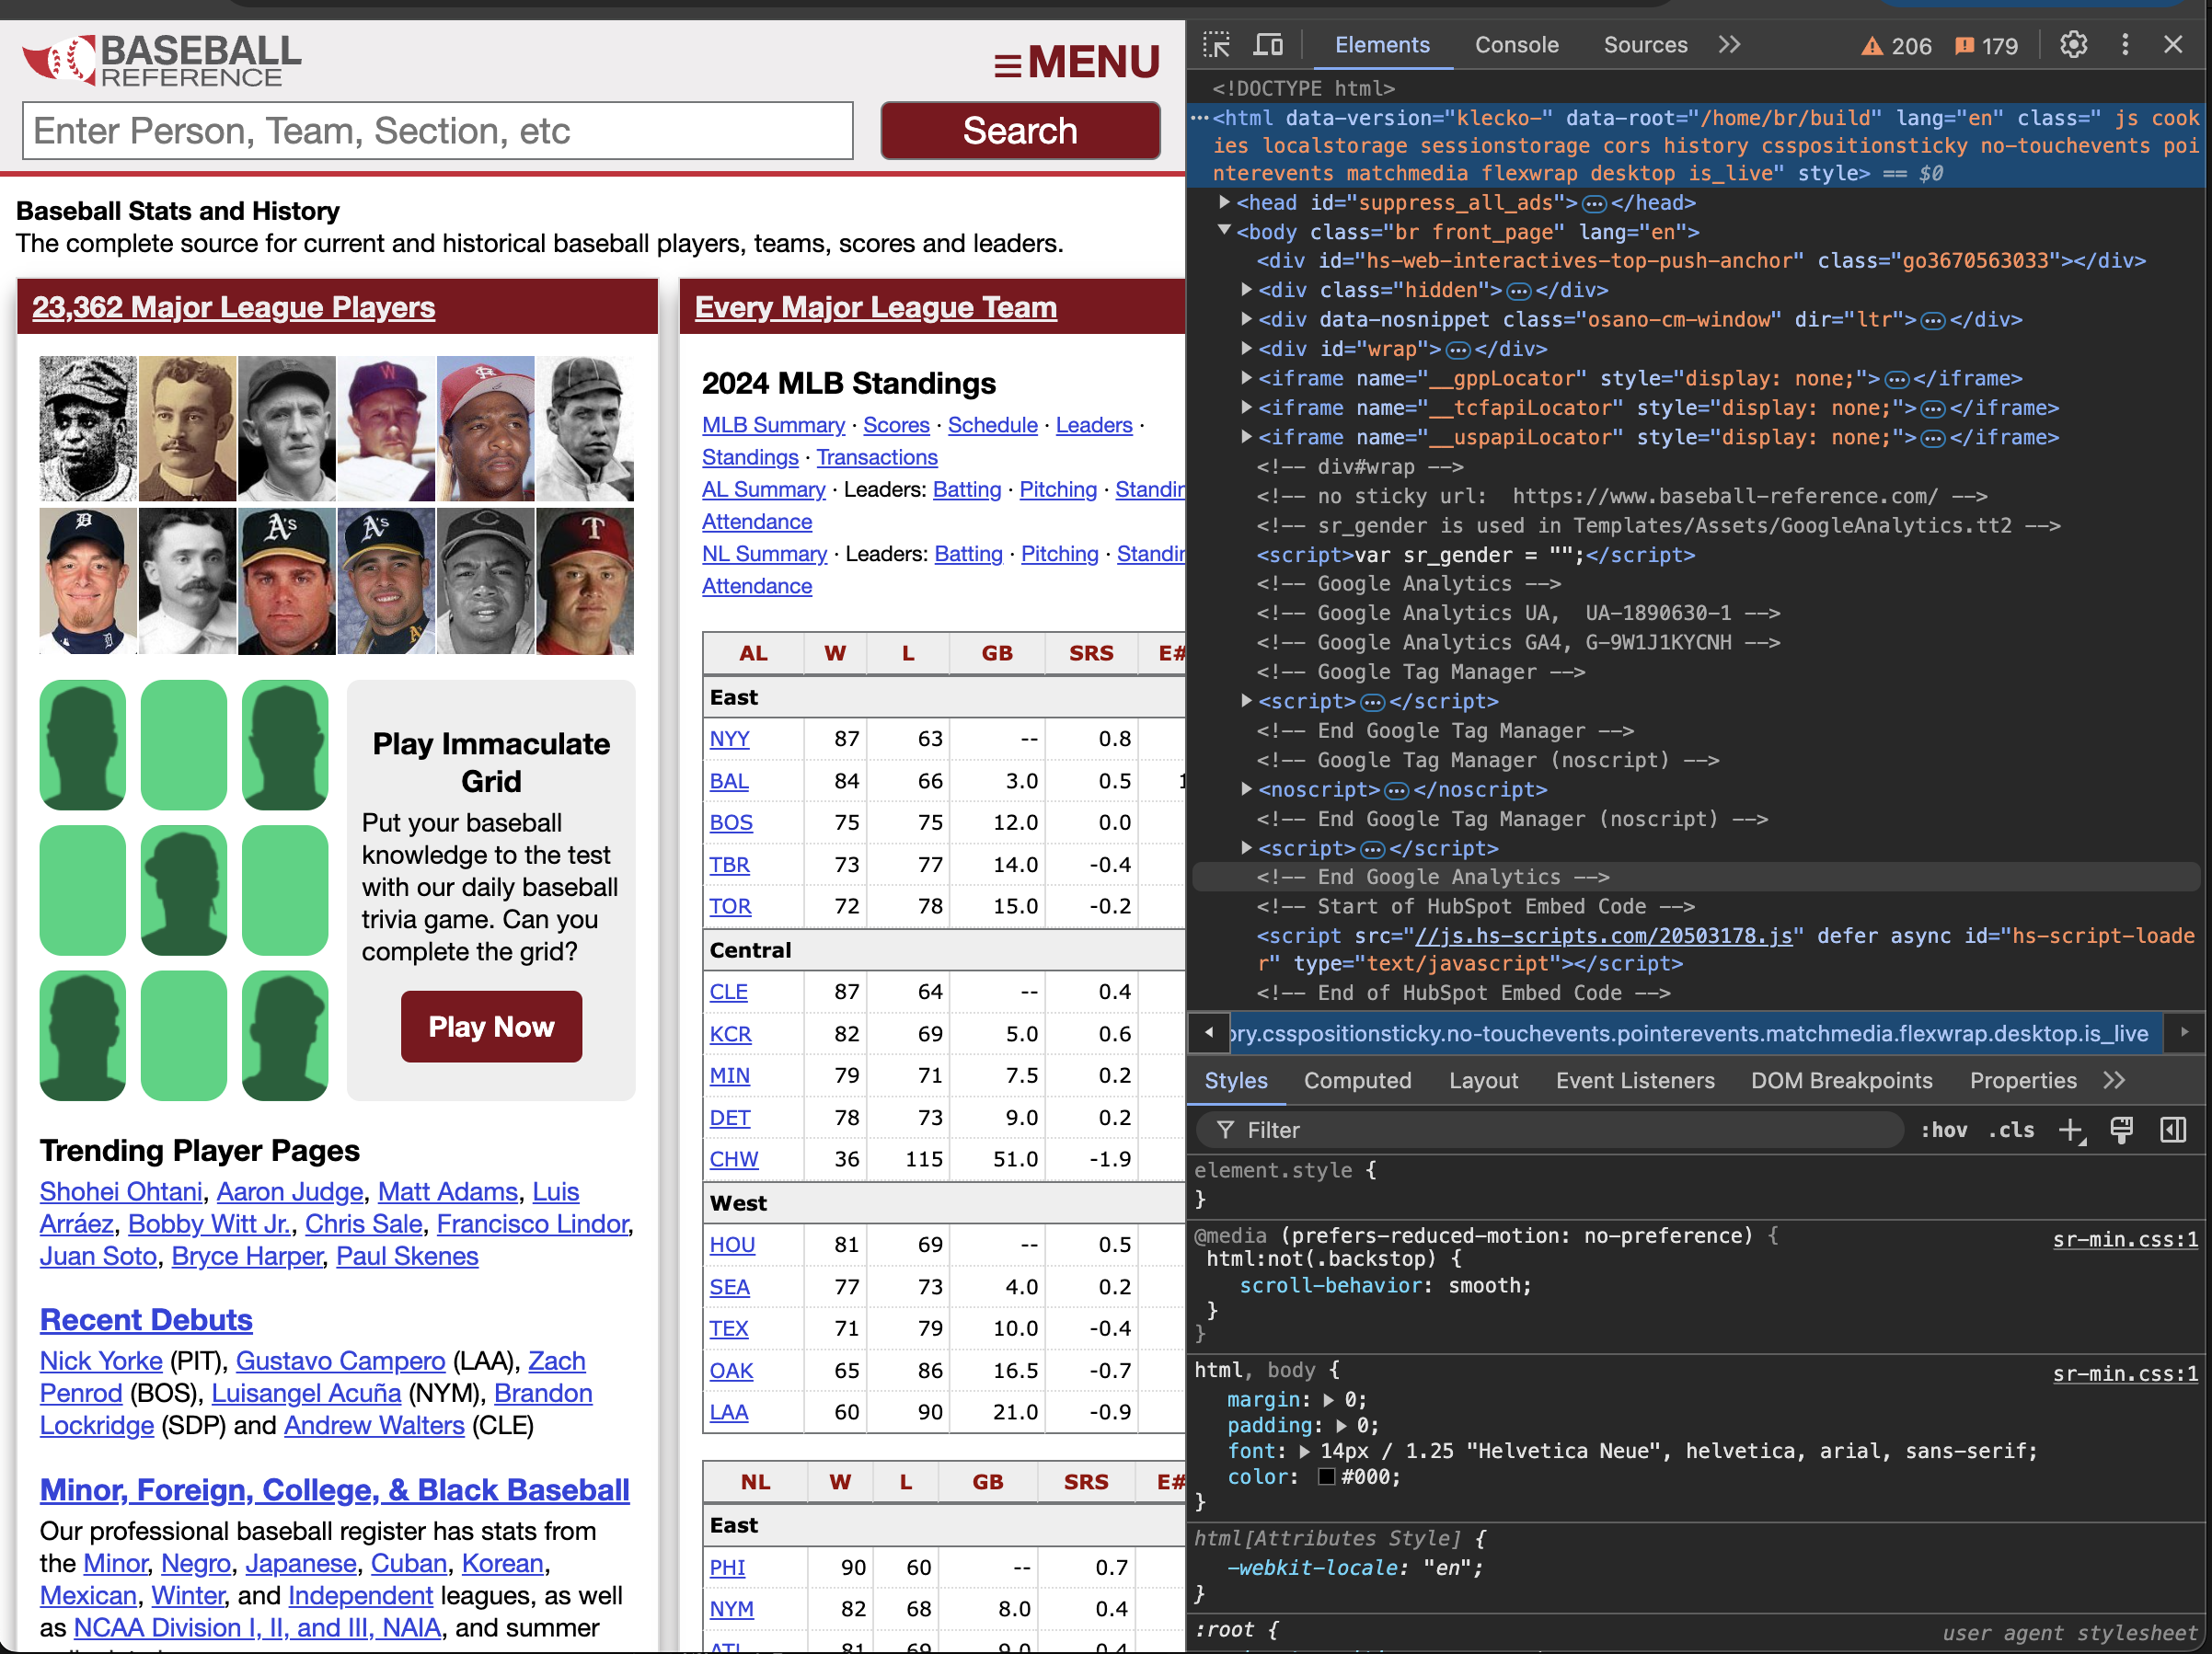 BASEBALL
REFERENCE
≡MENU
Enter Person, Team, Section, etc
Search
Baseball Stats and History
The complete source for current and historical baseball players, teams, scores and leaders.
23,362 Major League Players
Play Immaculate
Grid
Put your baseball
knowledge to the test
with our daily baseball
trivia game. Can you
complete the grid?
Play Now
Trending Player Pages
Shohei Ohtani, Aaron Judge, Matt Adams, Luis
Arráez, Bobby Witt Jr., Chris Sale, Francisco Lindor,
Juan Soto, Bryce Harper, Paul Skenes
Recent Debuts
Nick Yorke (PIT), Gustavo Campero (LAA), Zach
Penrod (BOS), Luisangel Acuña (NYM), Brandon
Lockridge (SDP) and Andrew Walters (CLE)
Minor, Foreign, College, & Black Baseball
Our professional baseball register has stats from
the Minor, Negro, Japanese, Cuban, Korean,
Mexican, Winter, and Independent leagues, as well
as NCAA Division I, II, and III, NAIA, and summer
Every Major League Team
2024 MLB Standings
MLB Summary · Scores · Schedule · Leaders ·
Standings · Transactions
AL Summary · Leaders: Batting · Pitching · Standin
Attendance
NL Summary · Leaders: Batting · Pitching · Standin
Attendance
AL W L GB SRS E#
East
NYY 87 63 -- 0.8
BAL 84 66 3.0 0.5 1
BOS 75 75 12.0 0.0
TBR 73 77 14.0 -0.4
TOR 72 78 15.0 -0.2
Central
CLE 87 64 -- 0.4
KCR 82 69 5.0 0.6
MIN 79 71 7.5 0.2
DET 78 73 9.0 0.2
CHW 36 115 51.0 -1.9
West
HOU 81 69 -- 0.5
SEA 77 73 4.0 0.2
TEX 71 79 10.0 -0.4
OAK 65 86 16.5 -0.7
LAA 60 90 21.0 -0.9
NL W L GB SRS E#
East
PHI 90 60 -- 0.7
NYM 82 68 8.0 0.4
ATL 81 69 9.0 0.4
Elements Console Sources >> 206 179
<!DOCTYPE html>
<html data-version="klecko-" data-root="/home/br/build" lang="en" class=" js cook
ies localstorage sessionstorage cors history csspositionsticky no-touchevents poi
nterevents matchmedia flexwrap desktop is_live" style> == $0
<head id="suppress_all_ads">…</head>
<body class="br front_page" lang="en">
<div id="hs-web-interactives-top-push-anchor" class="go3670563033"></div>
<div class="hidden">…</div>
<div data-nosnippet class="osano-cm-window" dir="ltr">…</div>
<div id="wrap">…</div>
<iframe name="__gppLocator" style="display: none;">…</iframe>
<iframe name="__tcfapiLocator" style="display: none;">…</iframe>
<iframe name="__uspapiLocator" style="display: none;">…</iframe>
<!-- div#wrap -->
<!-- no sticky url:  https://www.baseball-reference.com/ -->
<!-- sr_gender is used in Templates/Assets/GoogleAnalytics.tt2 -->
<script>var sr_gender = "";</script>
<!-- Google Analytics -->
<!-- Google Analytics UA,  UA-1890630-1 -->
<!-- Google Analytics GA4, G-9W1J1KYCNH -->
<!-- Google Tag Manager -->
<script>…</script>
<!-- End Google Tag Manager -->
<!-- Google Tag Manager (noscript) -->
<noscript>…</noscript>
<!-- End Google Tag Manager (noscript) -->
<script>…</script>
<!-- End Google Analytics -->
<!-- Start of HubSpot Embed Code -->
<script src="//js.hs-scripts.com/20503178.js" defer async id="hs-script-loade
r" type="text/javascript"></script>
<!-- End of HubSpot Embed Code -->
ory.csspositionsticky.no-touchevents.pointerevents.matchmedia.flexwrap.desktop.is_live
Styles Computed Layout Event Listeners DOM Breakpoints Properties >>
Filter :hov .cls
element.style {
}
@media (prefers-reduced-motion: no-preference) { sr-min.css:1
html:not(.backstop) {
scroll-behavior: smooth;
}
}
html, body { sr-min.css:1
margin: 0;
padding: 0;
font: 14px / 1.25 "Helvetica Neue", helvetica, arial, sans-serif;
color: #000;
}
html[Attributes Style] {
-webkit-locale: "en";
}
:root { user agent stylesheet